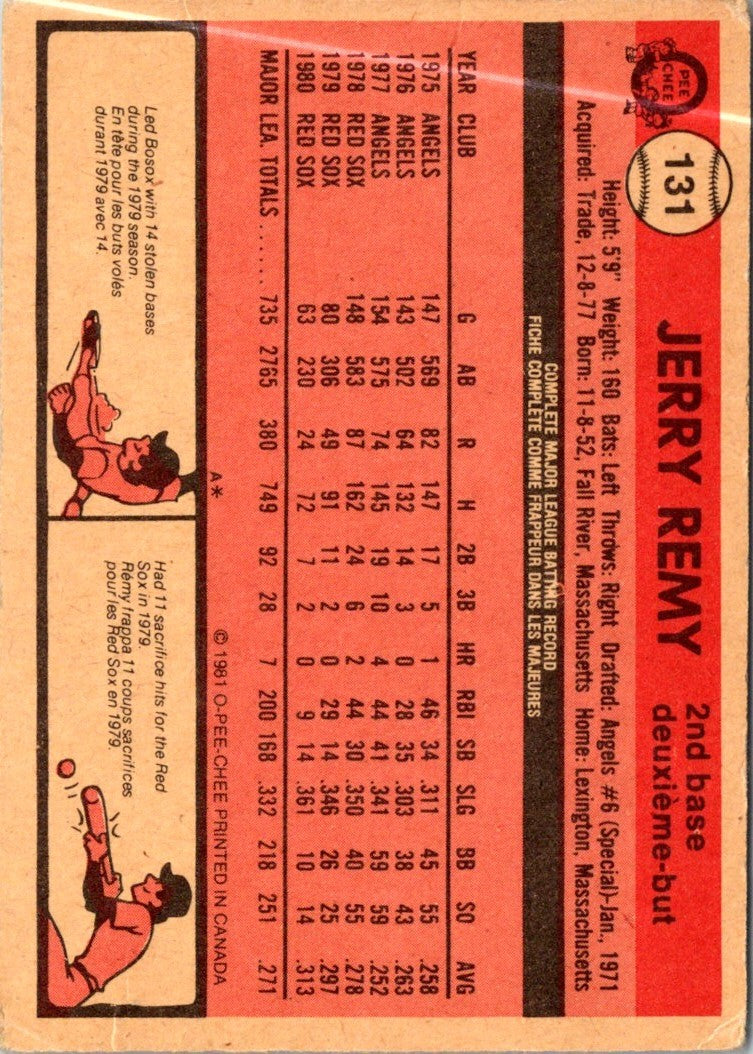 O
PEE
CHEE
131
JERRY REMY
2nd base
deuxième-but
Height: 5'9" Weight: 160 Bats: Left Throws: Right Drafted: Angels #6 (Special)-Jan., 1971
Acquired: Trade, 12-8-77 Born: 11-8-52, Fall River, Massachusetts Home: Lexington, Massachusetts
COMPLETE MAJOR LEAGUE BATTING RECORD
FICHE COMPLÈTE COMME FRAPPEUR DANS LES MAJEURES
YEAR CLUB G AB R H 2B 3B HR RBI SB SLG BB SO AVG
1975 ANGELS 147 569 82 147 17 5 1 46 34 .311 45 55 .258
1976 ANGELS 143 502 64 132 14 3 0 28 35 .303 38 43 .263
1977 ANGELS 154 575 74 145 19 10 4 44 41 .341 59 59 .252
1978 RED SOX 148 583 87 162 24 6 2 44 30 .350 40 55 .278
1979 RED SOX 80 306 49 91 11 2 0 29 14 .346 26 25 .297
1980 RED SOX 63 230 24 72 7 2 0 9 14 .361 10 14 .313
MAJOR LEA. TOTALS ...... 735 2765 380 749 92 28 7 200 168 .332 218 251 .271
A* © 1981 O-PEE-CHEE PRINTED IN CANADA
Led Bosox with 14 stolen bases
during the 1979 season.
En tête pour les buts volés
durant 1979 avec 14.
Had 11 sacrifice hits for the Red
Sox in 1979
Rémy frappa 11 coups sacrifices
pour les Red Sox en 1979.